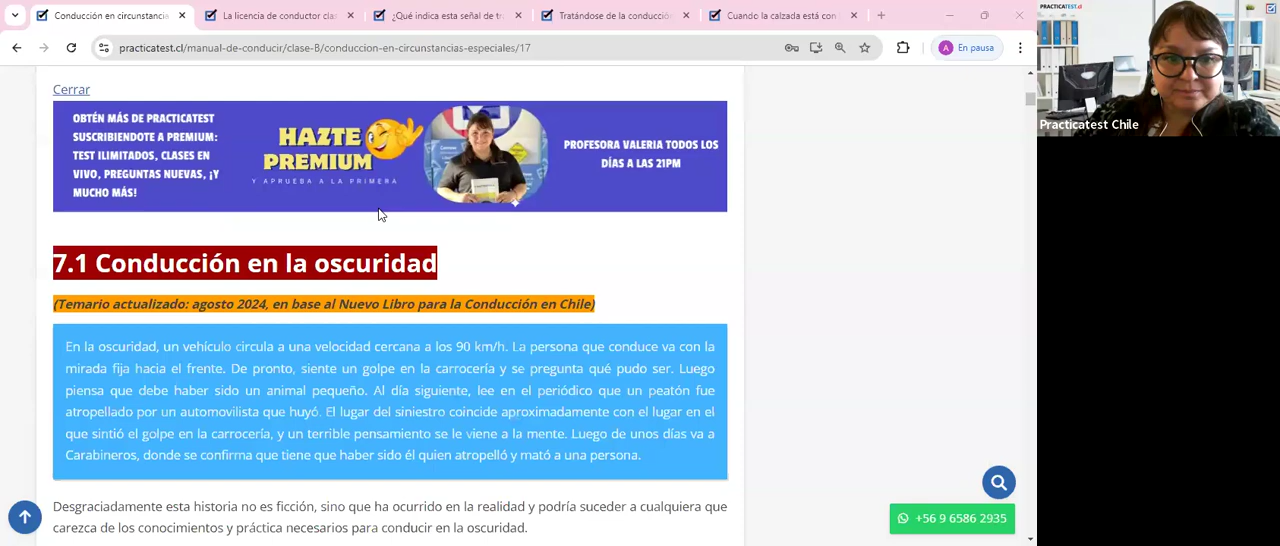 Conducción en circunstancie
La licencia de conductor clas
¿Qué indica esta señal de tr
Tratándose de la conducción
Cuando la calzada está con
practicatest.cl/manual-de-conducir/clase-B/conduccion-en-circunstancias-especiales/17
A En pausa
PRACTICATEST.cl
Practicatest Chile
Cerrar
OBTÉN MÁS DE PRACTICATEST
SUSCRIBIENDOTE A PREMIUM:
TEST ILIMITADOS, CLASES EN
VIVO, PREGUNTAS NUEVAS, ¡Y
MUCHO MÁS!
HAZTE
PREMIUM
Y APRUEBA A LA PRIMERA
PROFESORA VALERIA TODOS LOS
DÍAS A LAS 21PM
7.1 Conducción en la oscuridad
(Temario actualizado: agosto 2024, en base al Nuevo Libro para la Conducción en Chile)
En la oscuridad, un vehículo circula a una velocidad cercana a los 90 km/h. La persona que conduce va con la
mirada fija hacia el frente. De pronto, siente un golpe en la carrocería y se pregunta qué pudo ser. Luego
piensa que debe haber sido un animal pequeño. Al día siguiente, lee en el periódico que un peatón fue
atropellado por un automovilista que huyó. El lugar del siniestro coincide aproximadamente con el lugar en el
que sintió el golpe en la carrocería, y un terrible pensamiento se le viene a la mente. Luego de unos días va a
Carabineros, donde se confirma que tiene que haber sido él quien atropelló y mató a una persona.
Desgraciadamente esta historia no es ficción, sino que ha ocurrido en la realidad y podría suceder a cualquiera que
carezca de los conocimientos y práctica necesarios para conducir en la oscuridad.
+56 9 6586 2935